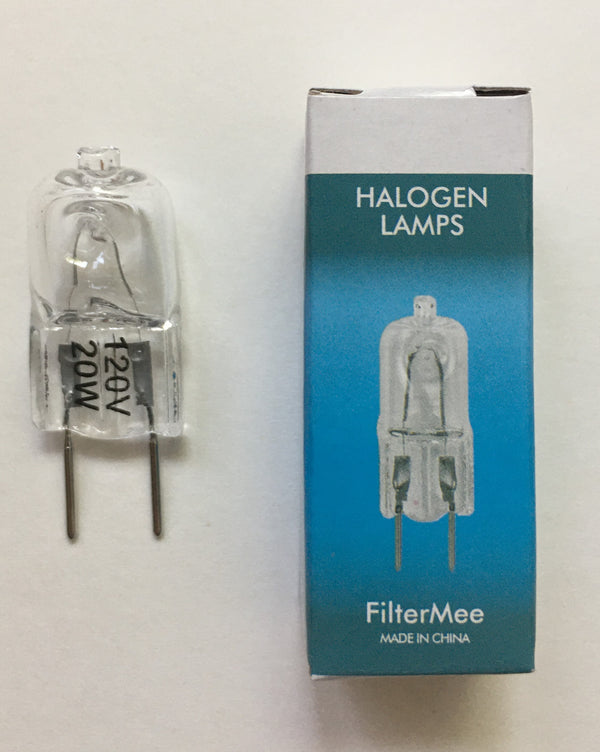 120V
20W
HALOGEN
LAMPS
FilterMee
MADE IN CHINA